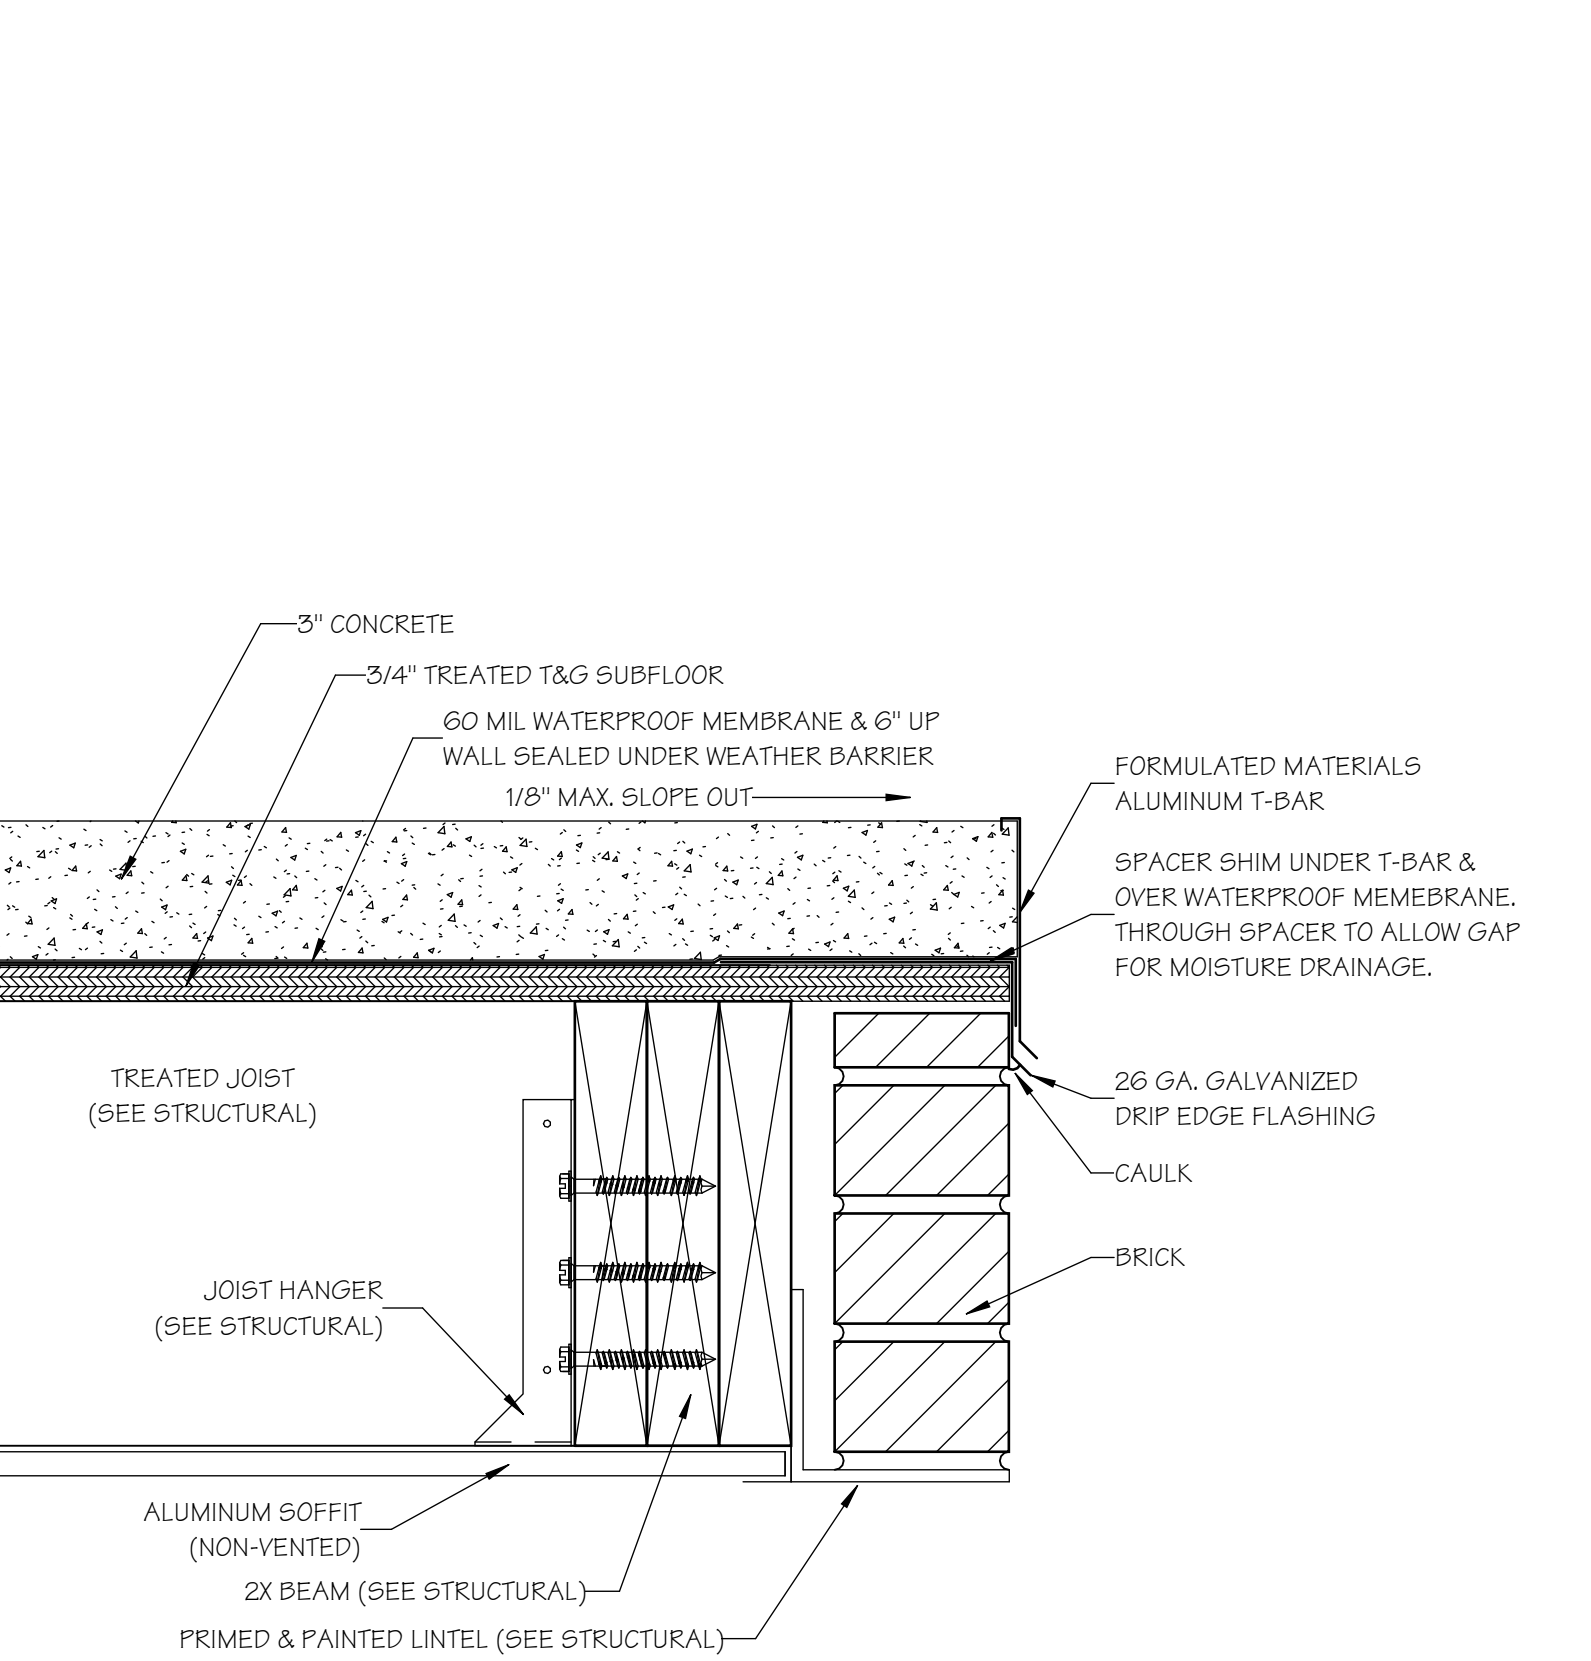 3" CONCRETE
3/4" TREATED T&G SUBFLOOR
60 MIL WATERPROOF MEMBRANE & 6" UP
WALL SEALED UNDER WEATHER BARRIER
1/8" MAX. SLOPE OUT
FORMULATED MATERIALS
ALUMINUM T-BAR
SPACER SHIM UNDER T-BAR &
OVER WATERPROOF MEMEBRANE.
THROUGH SPACER TO ALLOW GAP
FOR MOISTURE DRAINAGE.
TREATED JOIST
(SEE STRUCTURAL)
26 GA. GALVANIZED
DRIP EDGE FLASHING
CAULK
BRICK
JOIST HANGER
(SEE STRUCTURAL)
ALUMINUM SOFFIT
(NON-VENTED)
2X BEAM (SEE STRUCTURAL)
PRIMED & PAINTED LINTEL (SEE STRUCTURAL)